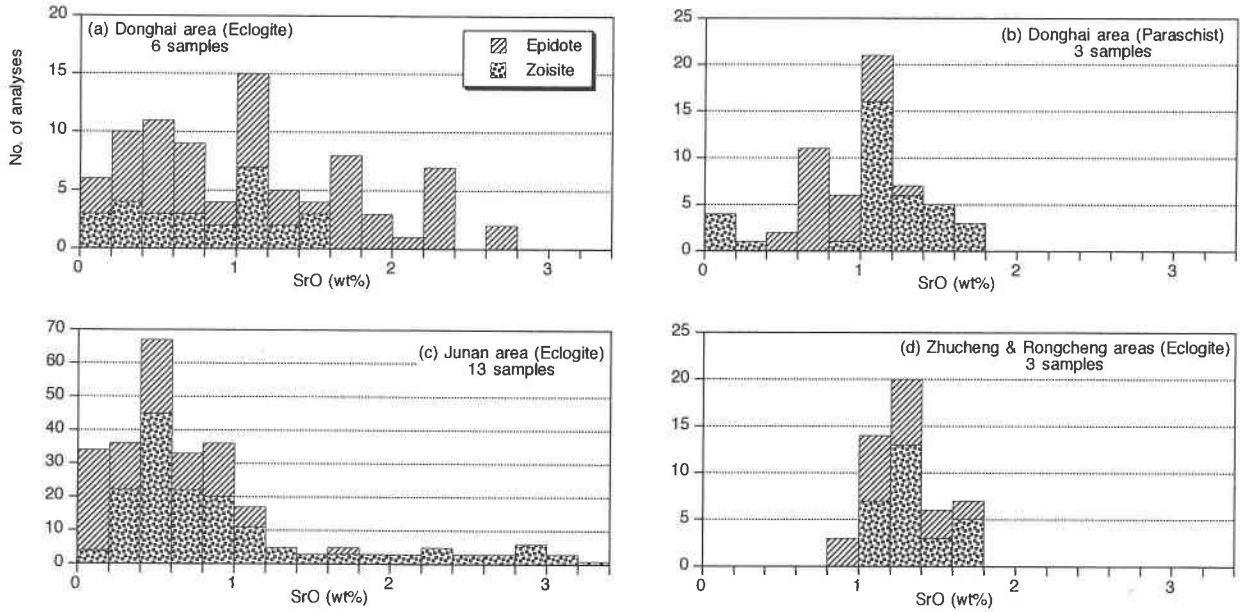 20
15
10
5
0
No. of analyses
(a) Donghai area (Eclogite)
6 samples
Epidote
Zoisite
0 1 2 3
SrO (wt%)
25
20
15
10
5
0
(b) Donghai area (Paraschist)
3 samples
0 1 2 3
SrO (wt%)
70
60
50
40
30
20
10
0
(c) Junan area (Eclogite)
13 samples
0 1 2 3
SrO (wt%)
25
20
15
10
5
0
(d) Zhucheng & Rongcheng areas (Eclogite)
3 samples
0 1 2 3
SrO (wt%)